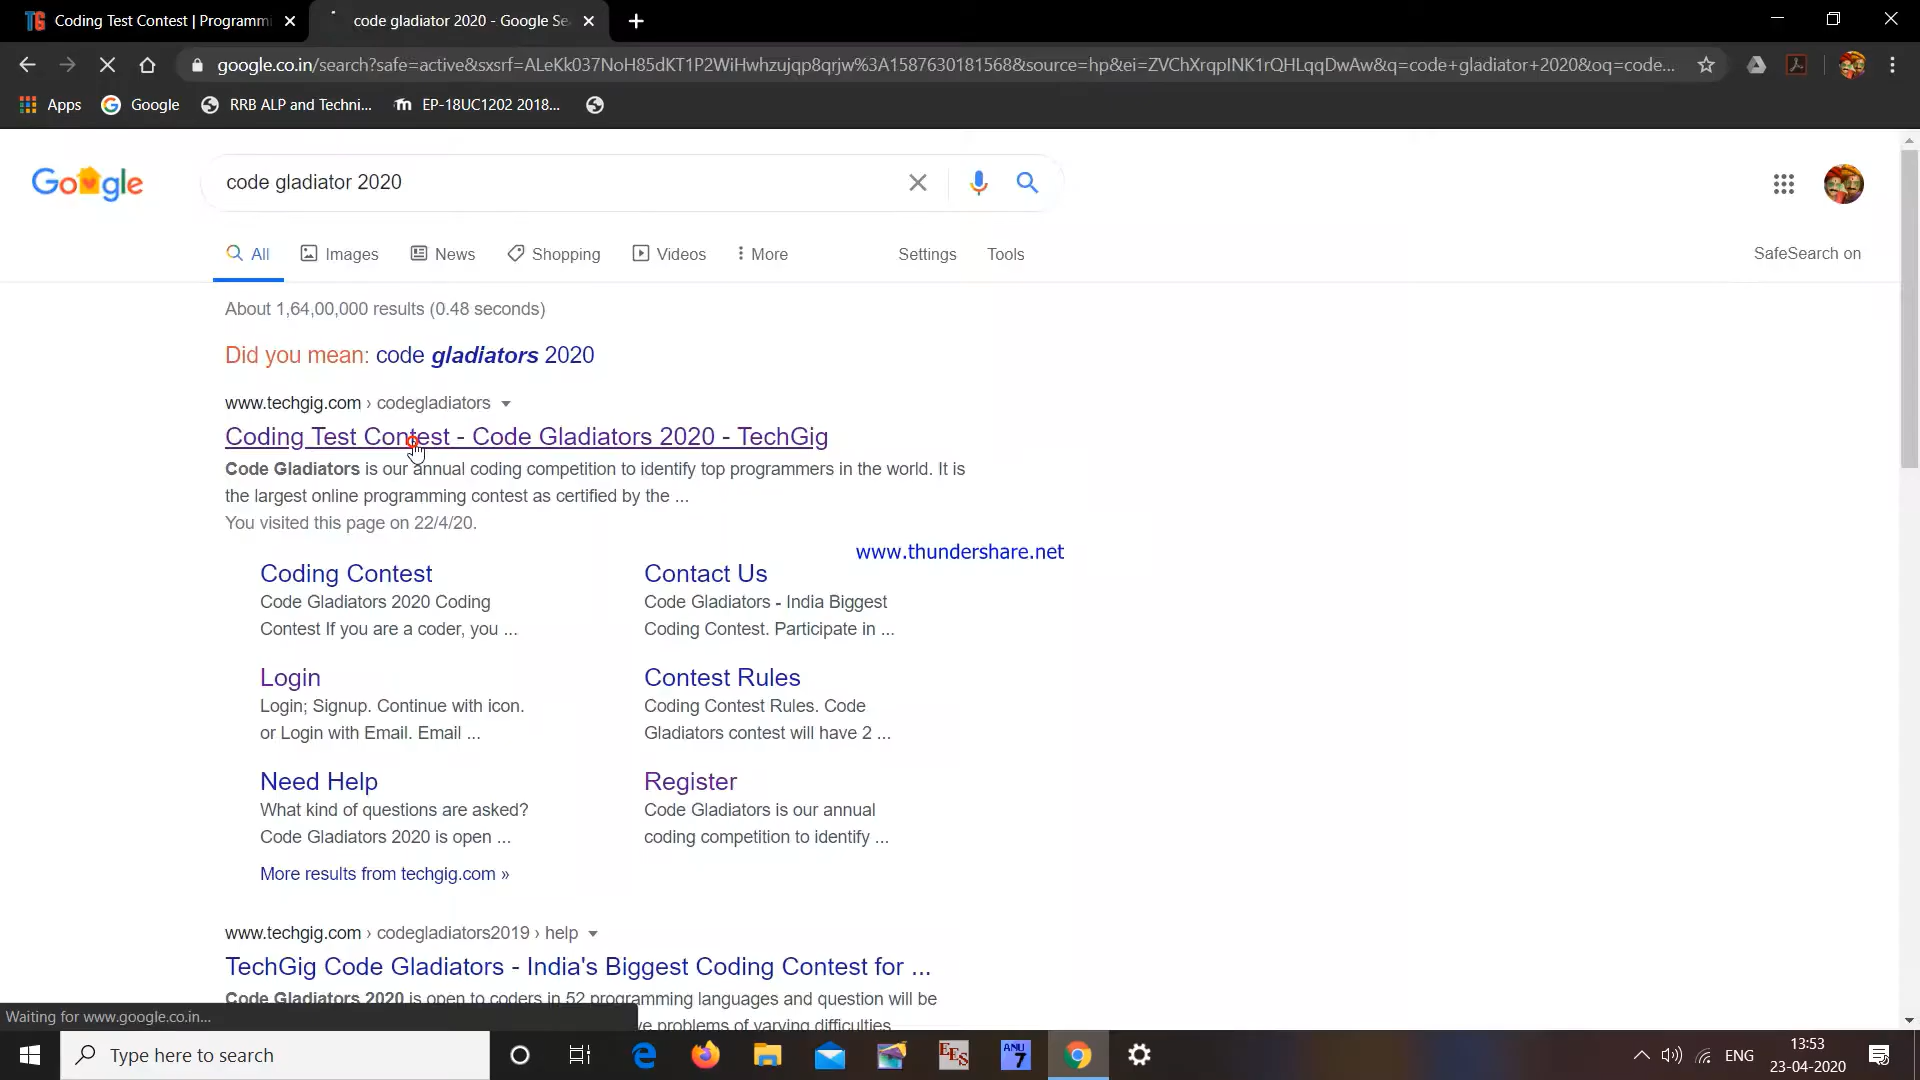 Coding Test Contest | Programmi
code gladiator 2020 - Google Se
google.co.in/search?safe=active&sxsrf=ALeKk037NoH85dKT1P2WiHwhzujqp8qrjw%3A1587630181568&source=hp&ei=ZVChXrqpINK1rQHLqqDwAw&q=code+gladiator+2020&oq=code...
Apps
Google
RRB ALP and Techni...
EP-18UC1202 2018...
Google
code gladiator 2020
All
Images
News
Shopping
Videos
More
Settings
Tools
SafeSearch on
About 1,64,00,000 results (0.48 seconds)
Did you mean: code gladiators 2020
www.techgig.com › codegladiators
Coding Test Contest - Code Gladiators 2020 - TechGig
Code Gladiators is our annual coding competition to identify top programmers in the world. It is
the largest online programming contest as certified by the ...
You visited this page on 22/4/20.
www.thundershare.net
Coding Contest
Code Gladiators 2020 Coding
Contest If you are a coder, you ...
Contact Us
Code Gladiators - India Biggest
Coding Contest. Participate in ...
Login
Login; Signup. Continue with icon.
or Login with Email. Email ...
Contest Rules
Coding Contest Rules. Code
Gladiators contest will have 2 ...
Need Help
What kind of questions are asked?
Code Gladiators 2020 is open ...
Register
Code Gladiators is our annual
coding competition to identify ...
More results from techgig.com »
www.techgig.com › codegladiators2019 › help
TechGig Code Gladiators - India's Biggest Coding Contest for ...
Code Gladiators 2020 is open to coders in 52 programming languages and question will be
ve problems of varying difficulties
Waiting for www.google.co.in...
Type here to search
EES
ANU
7
ENG
13:53
23-04-2020